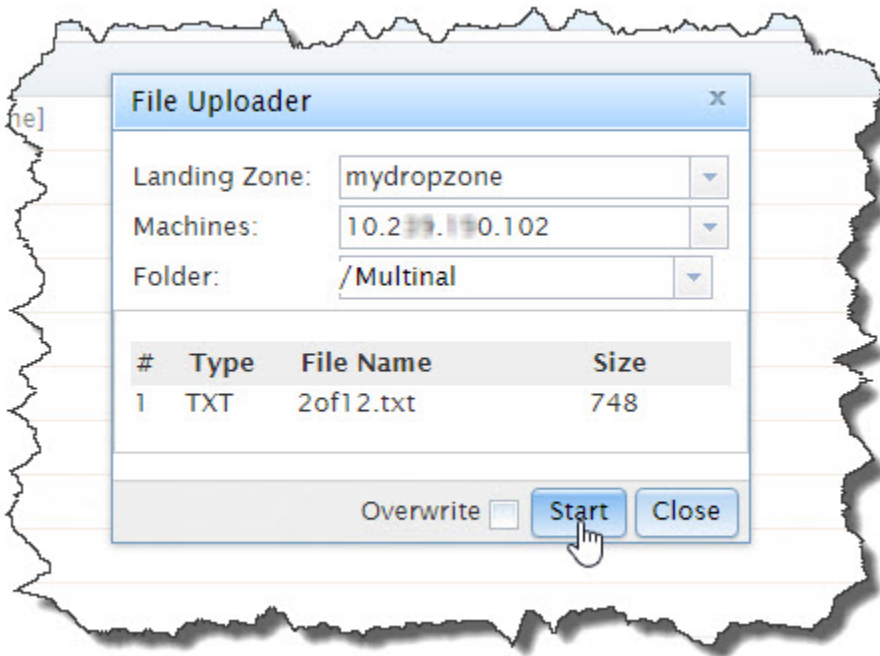 File Uploader x
Landing Zone: mydropzone
Machines:
Folder: /Multinal
# Type File Name Size
1 TXT 2of12.txt 748
Overwrite Start Close